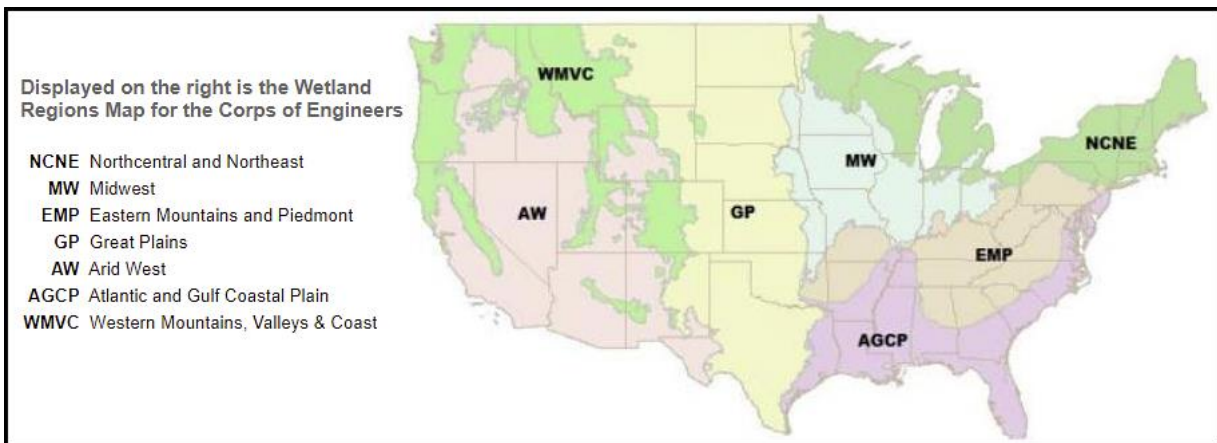 Displayed on the right is the Wetland
Regions Map for the Corps of Engineers
NCNE Northcentral and Northeast
MW Midwest
EMP Eastern Mountains and Piedmont
GP Great Plains
AW Arid West
AGCP Atlantic and Gulf Coastal Plain
WMVC Western Mountains, Valleys & Coast
WMVC
NCNE
MW
AW
GP
EMP
AGCP